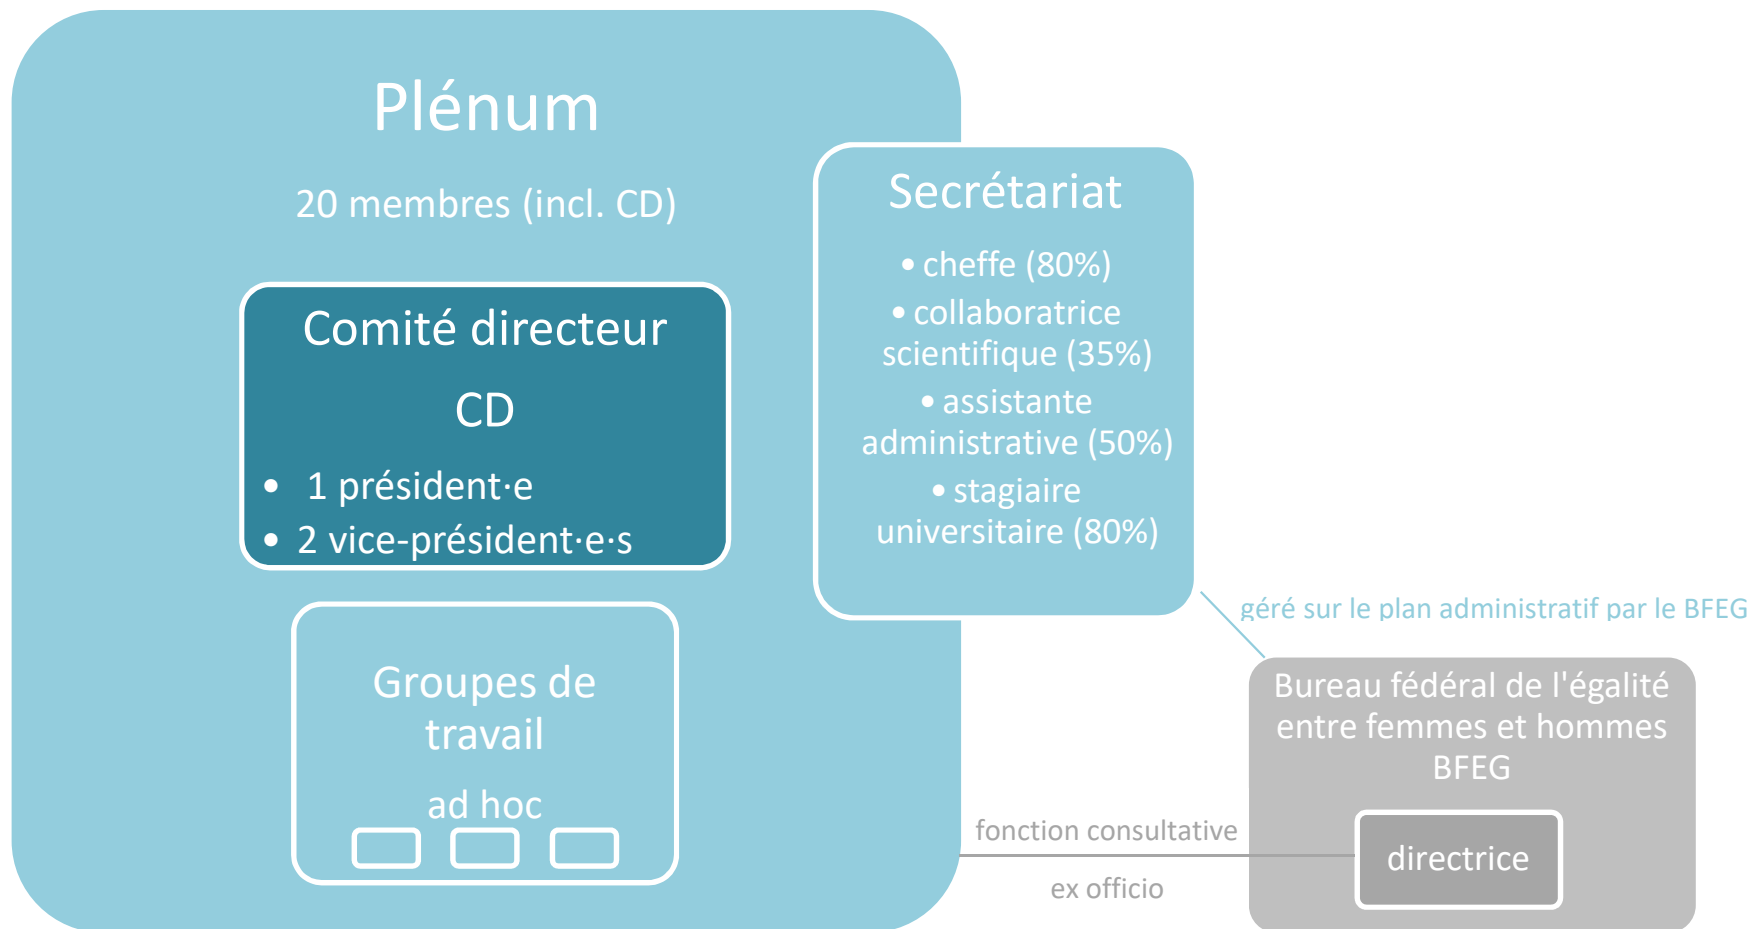 Plénum
20 membres (incl. CD)
Comité directeur
CD
• 1 président·e
• 2 vice-président·e·s
Groupes de
travail
ad hoc
Secrétariat
• cheffe (80%)
• collaboratrice
scientifique (35%)
• assistante
administrative (50%)
• stagiaire
universitaire (80%)
géré sur le plan administratif par le BFEG
Bureau fédéral de l'égalité
entre femmes et hommes
BFEG
directrice
fonction consultative
ex officio